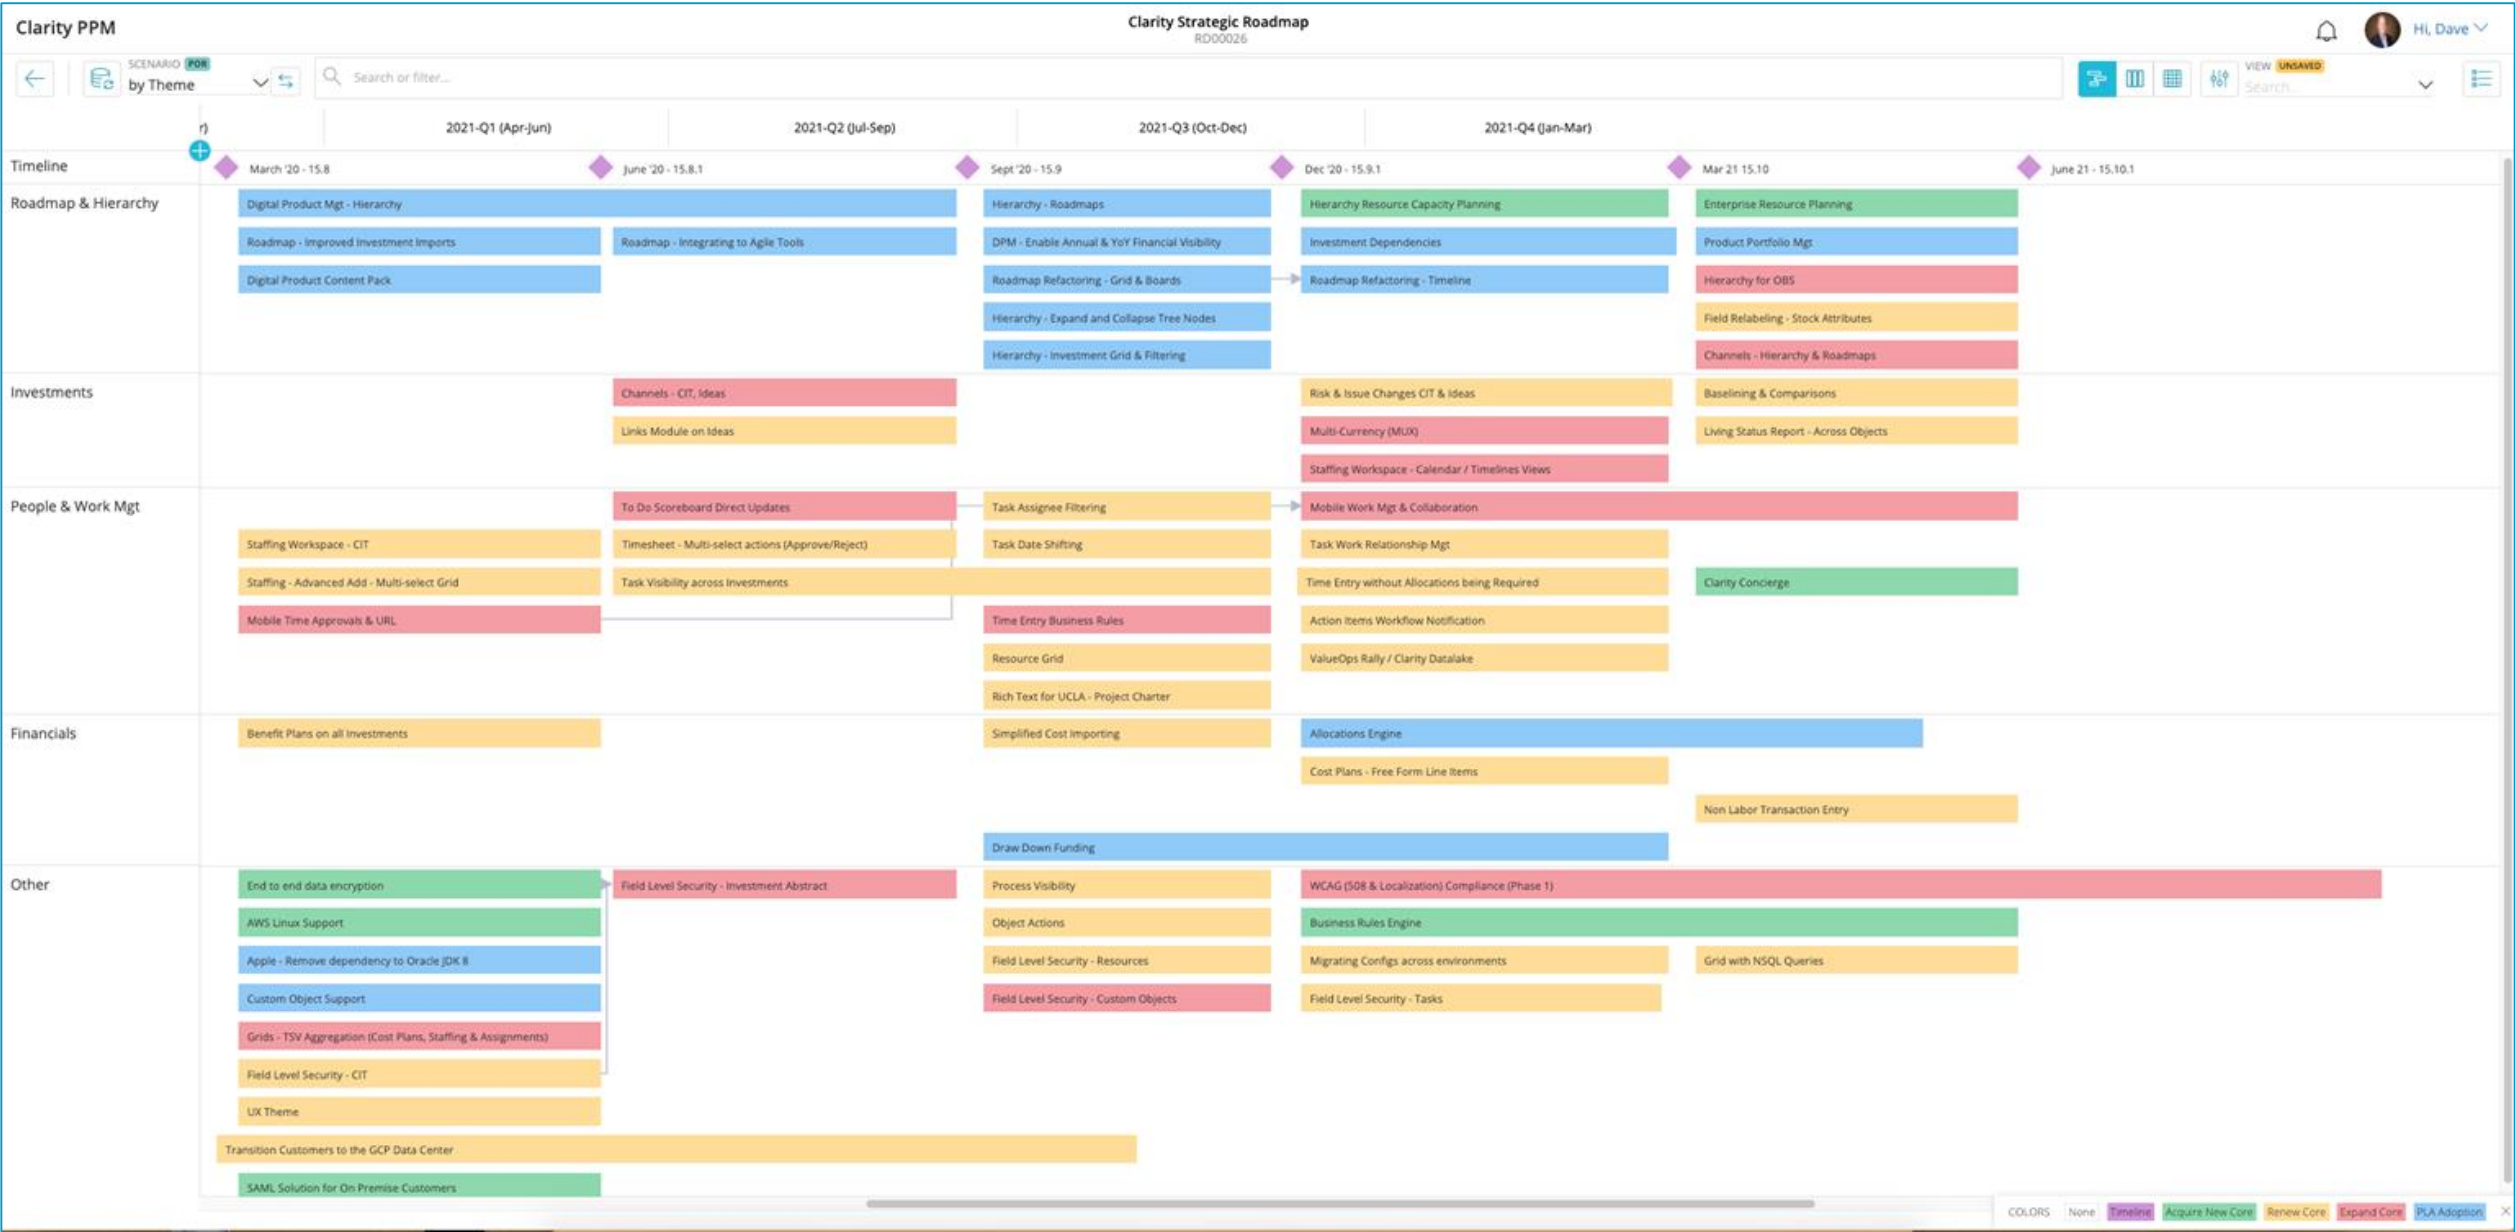 Clarity PPM
Clarity Strategic Roadmap
RD00026
Hi, Dave
SCENARIO POR
by Theme
Search or filter...
VIEW UNSAVED
Search...
r)
2021-Q1 (Apr-Jun)
2021-Q2 (Jul-Sep)
2021-Q3 (Oct-Dec)
2021-Q4 (Jan-Mar)
Timeline
March '20 - 15.8
June '20 - 15.8.1
Sept '20 - 15.9
Dec '20 - 15.9.1
Mar 21 15.10
June 21 - 15.10.1
Roadmap & Hierarchy
Digital Product Mgt - Hierarchy
Hierarchy - Roadmaps
Hierarchy Resource Capacity Planning
Enterprise Resource Planning
Roadmap - Improved Investment Imports
Roadmap - Integrating to Agile Tools
DPM - Enable Annual & YoY Financial Visibility
Investment Dependencies
Product Portfolio Mgt
Digital Product Content Pack
Roadmap Refactoring - Grid & Boards
Roadmap Refactoring - Timeline
Hierarchy for OBS
Hierarchy - Expand and Collapse Tree Nodes
Field Relabeling - Stock Attributes
Hierarchy - Investment Grid & Filtering
Channels - Hierarchy & Roadmaps
Investments
Channels - CIT, Ideas
Risk & Issue Changes CIT & Ideas
Baselining & Comparisons
Links Module on Ideas
Multi-Currency (MUX)
Living Status Report - Across Objects
Staffing Workspace - Calendar / Timelines Views
People & Work Mgt
To Do Scoreboard Direct Updates
Task Assignee Filtering
Mobile Work Mgt & Collaboration
Staffing Workspace - CIT
Timesheet - Multi-select actions (Approve/Reject)
Task Date Shifting
Task Work Relationship Mgt
Staffing - Advanced Add - Multi-select Grid
Task Visibility across Investments
Time Entry without Allocations being Required
Clarity Concierge
Mobile Time Approvals & URL
Time Entry Business Rules
Action Items Workflow Notification
Resource Grid
ValueOps Rally / Clarity Datalake
Rich Text for UCLA - Project Charter
Financials
Benefit Plans on all Investments
Simplified Cost Importing
Allocations Engine
Cost Plans - Free Form Line Items
Non Labor Transaction Entry
Draw Down Funding
Other
End to end data encryption
Field Level Security - Investment Abstract
Process Visibility
WCAG (508 & Localization) Compliance (Phase 1)
AWS Linux Support
Object Actions
Business Rules Engine
Apple - Remove dependency to Oracle JDK 8
Field Level Security - Resources
Migrating Configs across environments
Grid with NSQL Queries
Custom Object Support
Field Level Security - Custom Objects
Field Level Security - Tasks
Grids - TSV Aggregation (Cost Plans, Staffing & Assignments)
Field Level Security - CIT
UX Theme
Transition Customers to the GCP Data Center
SAML Solution for On Premise Customers
COLORS None Timeline Acquire New Core Renew Core Expand Core PLA Adoption